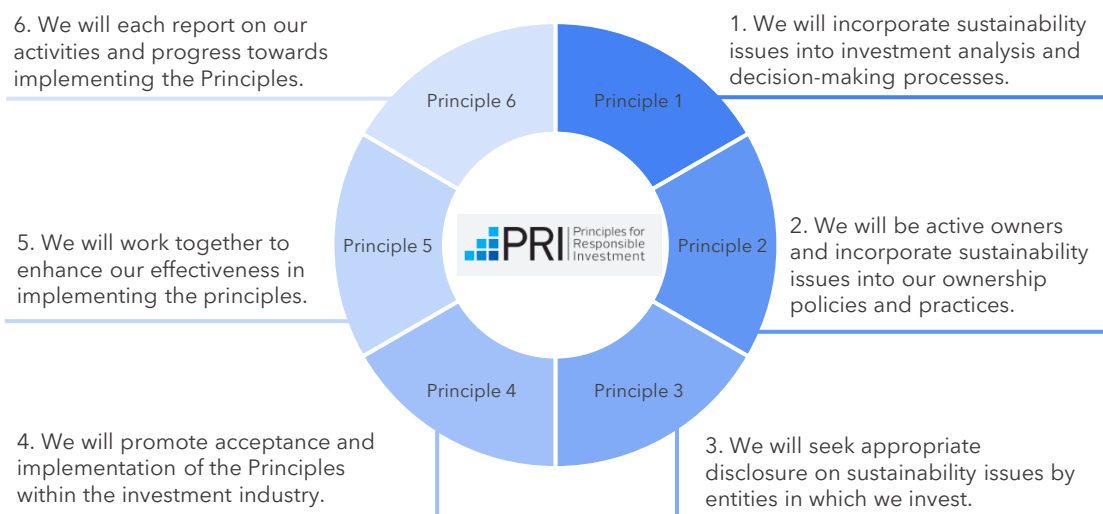 6. We will each report on our
activities and progress towards
implementing the Principles.
1. We will incorporate sustainability
issues into investment analysis and
decision-making processes.
Principle 6
Principle 1
5. We will work together to
enhance our effectiveness in
implementing the principles.
Principle 5
PRI
Principles for
Responsible
Investment
Principle 2
2. We will be active owners
and incorporate sustainability
issues into our ownership
policies and practices.
Principle 4
Principle 3
4. We will promote acceptance and
implementation of the Principles
within the investment industry.
3. We will seek appropriate
disclosure on sustainability issues by
entities in which we invest.